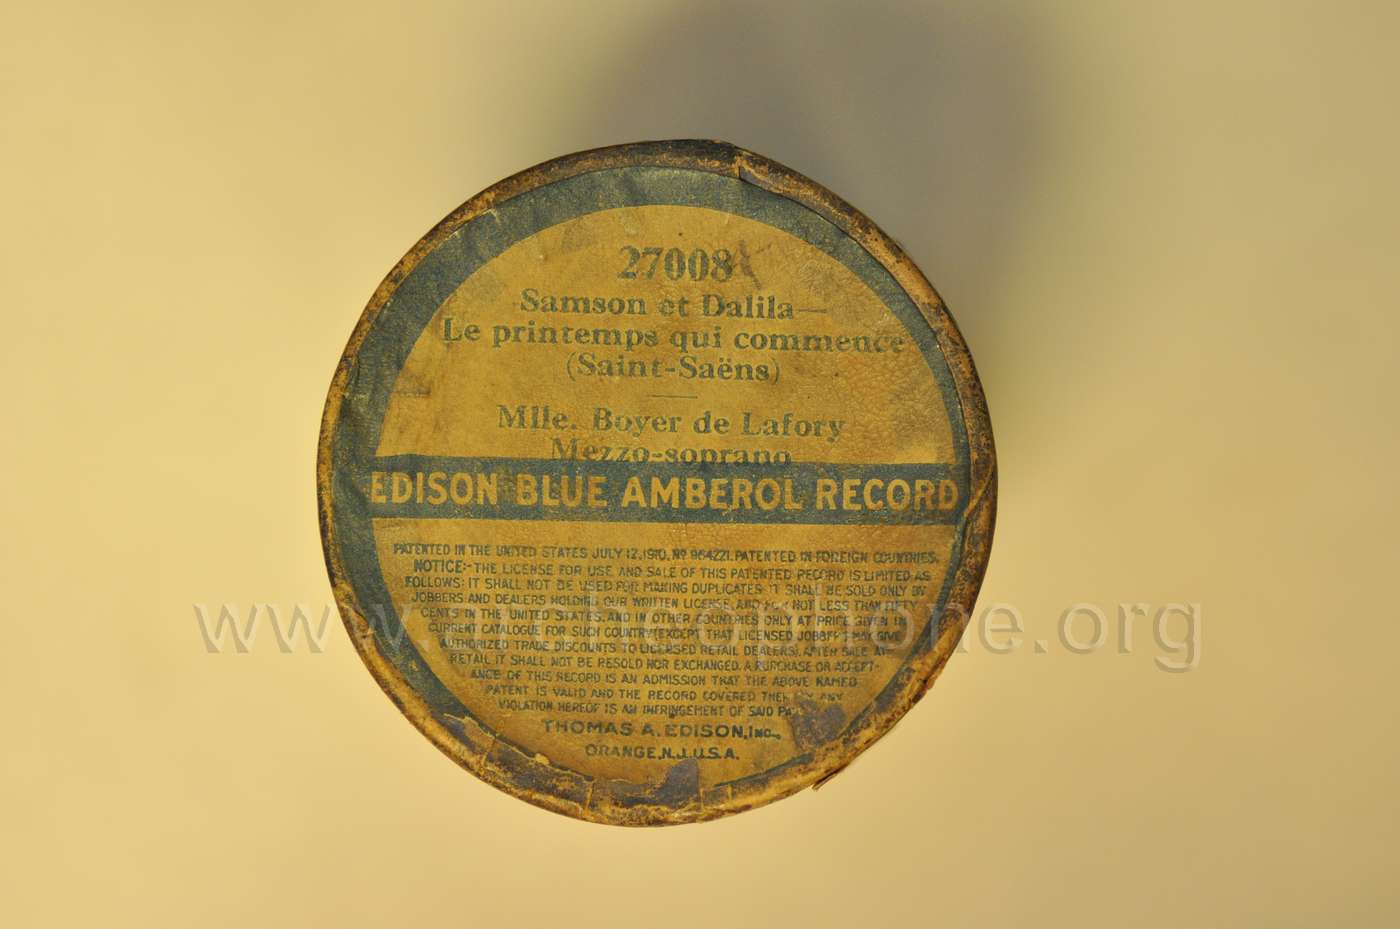 27008
Samson et Dalila—
Le printemps qui commence
(Saint-Saëns)
Mlle. Boyer de Lafory
Mezzo-soprano
EDISON BLUE AMBEROL RECORD
PATENTED IN THE UNITED STATES JULY 12, 1910, No 964221. PATENTED IN FOREIGN COUNTRIES.
NOTICE:-THE LICENSE FOR USE AND SALE OF THIS PATENTED RECORD IS LIMITED AS
FOLLOWS: IT SHALL NOT BE USED FOR MAKING DUPLICATES. IT SHALL BE SOLD ONLY BY
JOBBERS AND DEALERS HOLDING OUR WRITTEN LICENSE, AND FOR NOT LESS THAN FIFTY
CENTS IN THE UNITED STATES, AND IN OTHER COUNTRIES ONLY AT PRICE GIVEN IN
CURRENT CATALOGUE FOR SUCH COUNTRY (EXCEPT THAT LICENSED JOBBERS MAY GIVE
AUTHORIZED TRADE DISCOUNTS TO LICENSED RETAIL DEALERS). AFTER SALE AT
RETAIL IT SHALL NOT BE RESOLD NOR EXCHANGED. A PURCHASE OR ACCEPT-
ANCE OF THIS RECORD IS AN ADMISSION THAT THE ABOVE NAMED
PATENT IS VALID AND THE RECORD COVERED THEREBY. ANY
VIOLATION HEREOF IS AN INFRINGEMENT OF SAID
THOMAS A. EDISON, INC.,
ORANGE, N.J. U.S.A.